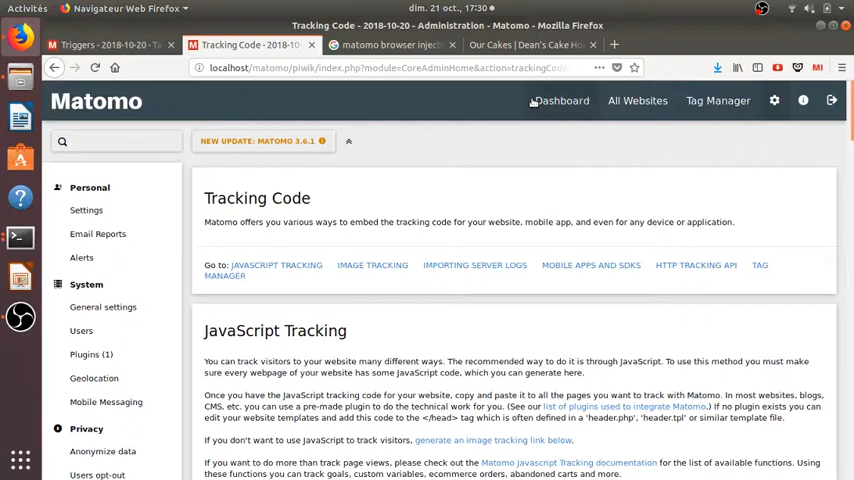 Activités
Navigateur Web Firefox
dim. 21 oct., 17:30
Tracking Code - 2018-10-20 - Administration - Matomo - Mozilla Firefox
Triggers - 2018-10-20 - Ta
Tracking Code - 2018-10-
matomo browser injecti
Our Cakes | Dean's Cake Ho
localhost/matomo/piwik/index.php?module=CoreAdminHome&action=trackingCode
MI
Matomo
Dashboard
All Websites
Tag Manager
NEW UPDATE: MATOMO 3.6.1
Personal
Settings
Email Reports
Alerts
System
General settings
Users
Plugins (1)
Geolocation
Mobile Messaging
Privacy
Anonymize data
Users opt-out
Tracking Code
Matomo offers you various ways to embed the tracking code for your website, mobile app, and even for any device or application.
Go to: JAVASCRIPT TRACKING IMAGE TRACKING IMPORTING SERVER LOGS MOBILE APPS AND SDKS HTTP TRACKING API TAG
MANAGER
JavaScript Tracking
You can track visitors to your website many different ways. The recommended way to do it is through JavaScript. To use this method you must make
sure every webpage of your website has some JavaScript code, which you can generate here.
Once you have the JavaScript tracking code for your website, copy and paste it to all the pages you want to track with Matomo. In most websites, blogs,
CMS, etc. you can use a pre-made plugin to do the technical work for you. (See our list of plugins used to integrate Matomo.) If no plugin exists you can
edit your website templates and add this code to the </head> tag which is often defined in a 'header.php', 'header.tpl' or similar template file.
If you don't want to use JavaScript to track visitors, generate an image tracking link below.
If you want to do more than track page views, please check out the Matomo Javascript Tracking documentation for the list of available functions. Using
these functions you can track goals, custom variables, ecommerce orders, abandoned carts and more.